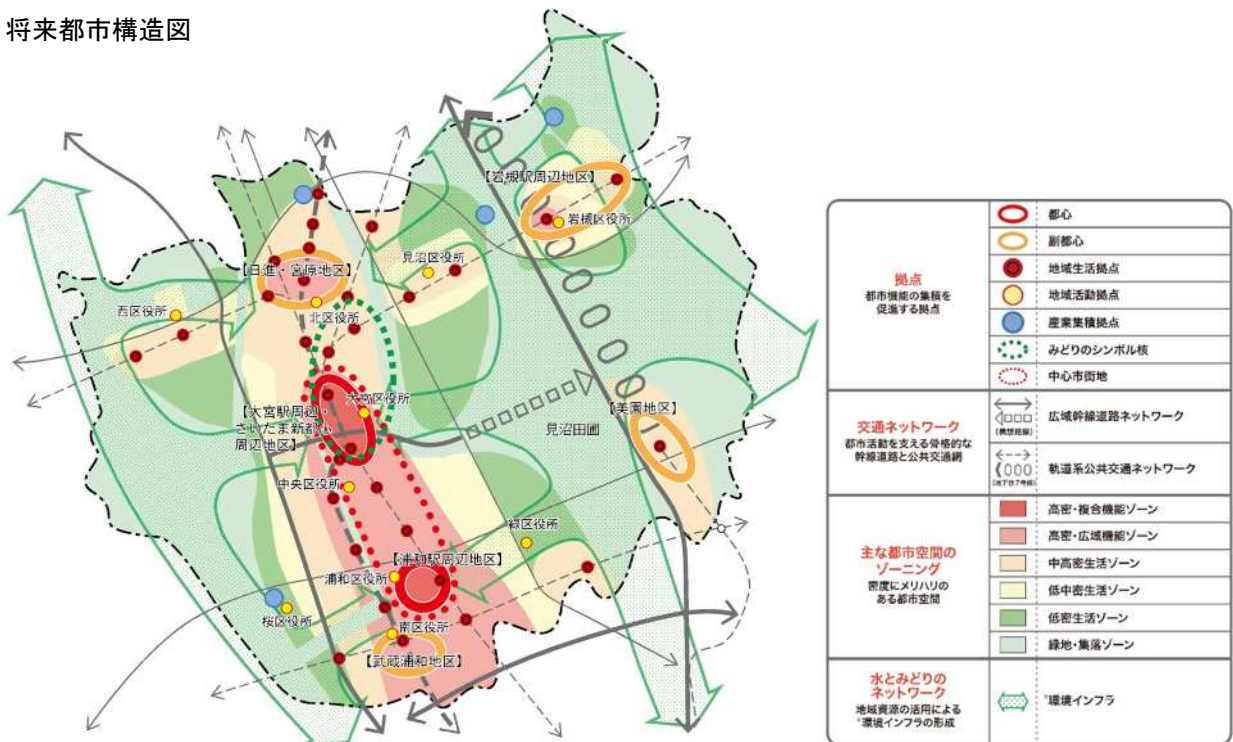 将来都市構造図
【岩槻駅周辺地区】
岩槻区役所
【日進・宮原地区】
見沼区役所
西区役所
北区役所
大宮区役所
【大宮駅周辺・
さいたま新都心
周辺地区】
【美園地区】
見沼田圃
中央区役所
緑区役所
【浦和駅周辺地区】
浦和区役所
桜区役所
南区役所
【武蔵浦和地区】
拠点
都市機能の集積を
促進する拠点
都心
副都心
地域生活拠点
地域活動拠点
産業集積拠点
みどりのシンボル核
中心市街地
交通ネットワーク
都市活動を支える骨格的な
幹線道路と公共交通網
(構想路線)
広域幹線道路ネットワーク
(地下鉄7号線)
軌道系公共交通ネットワーク
主な都市空間の
ゾーニング
密度にメリハリの
ある都市空間
高密・複合機能ゾーン
高密・広域機能ゾーン
中高密生活ゾーン
低中密生活ゾーン
低密生活ゾーン
緑地・集落ゾーン
水とみどりの
ネットワーク
地域資源の活用による
*環境インフラの形成
*環境インフラ